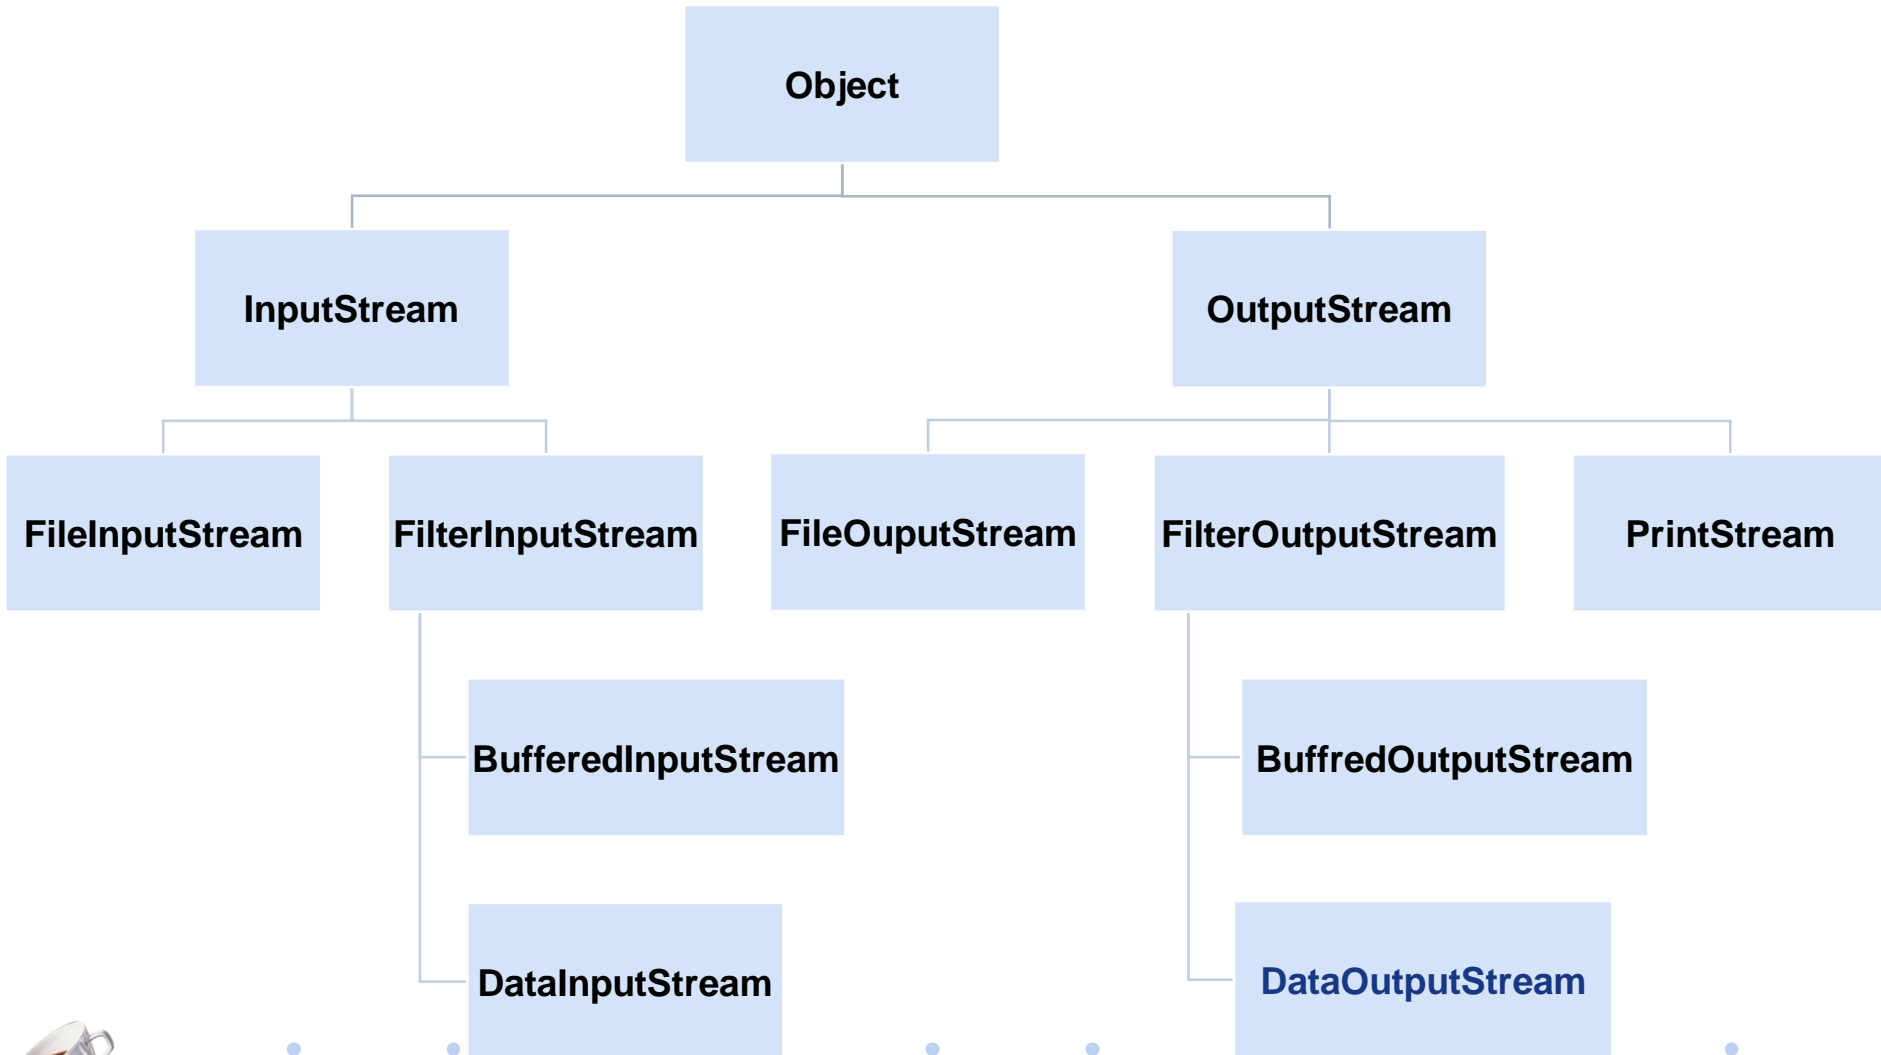 Object
InputStream
OutputStream
FileInputStream
FilterInputStream
FileOuputStream
FilterOutputStream
PrintStream
BufferedInputStream
BuffredOutputStream
DataInputStream
DataOutputStream